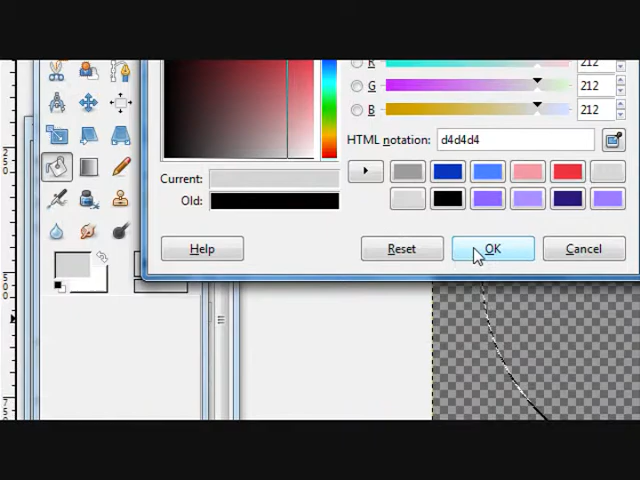 R 212
G 212
B 212
HTML notation: d4d4d4
Current:
Old:
Help Reset OK Cancel